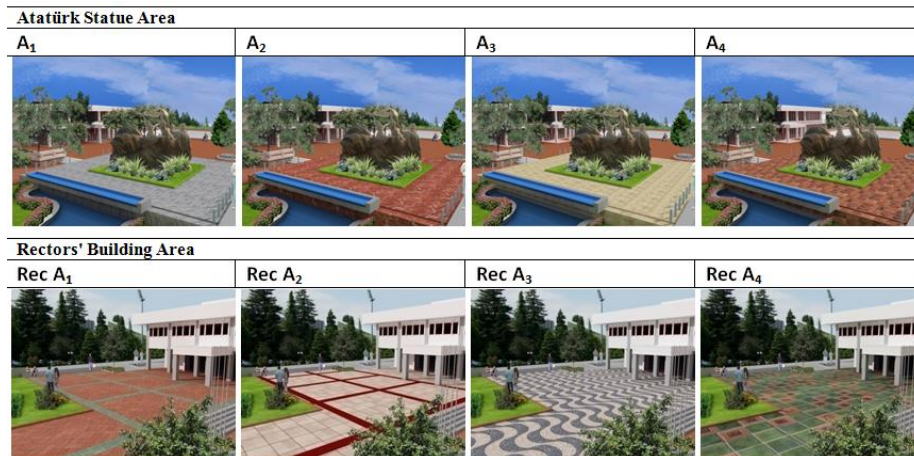 Atatürk Statue Area
A₁ A₂ A₃ A₄
Rectors' Building Area
Rec A₁ Rec A₂ Rec A₃ Rec A₄